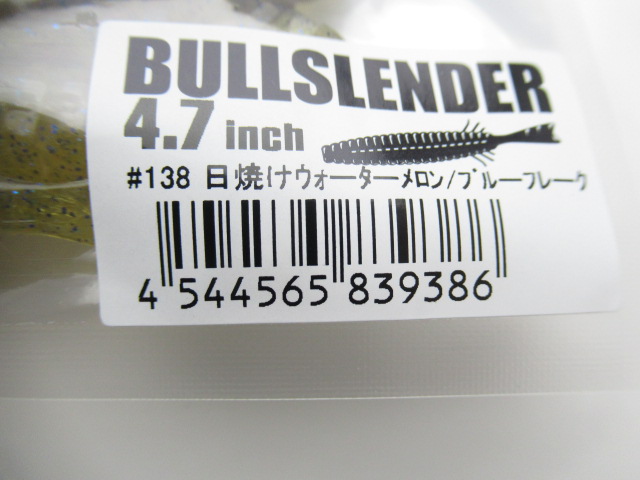 BULLSLENDER
4.7 inch
#138 日焼けウォーターメロン/ブルーフレーク
4 544565 839386